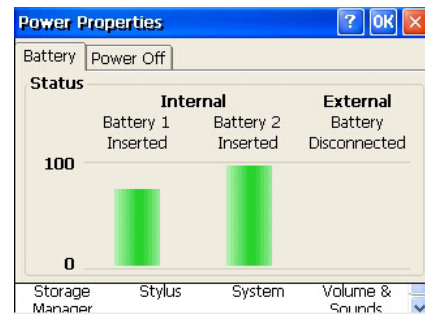 Power Properties ? OK ×
Battery Power Off
Status
Internal External
Battery 1 Battery 2 Battery
Inserted Inserted Disconnected
100
0
Storage Stylus System Volume &
Manager Sounds